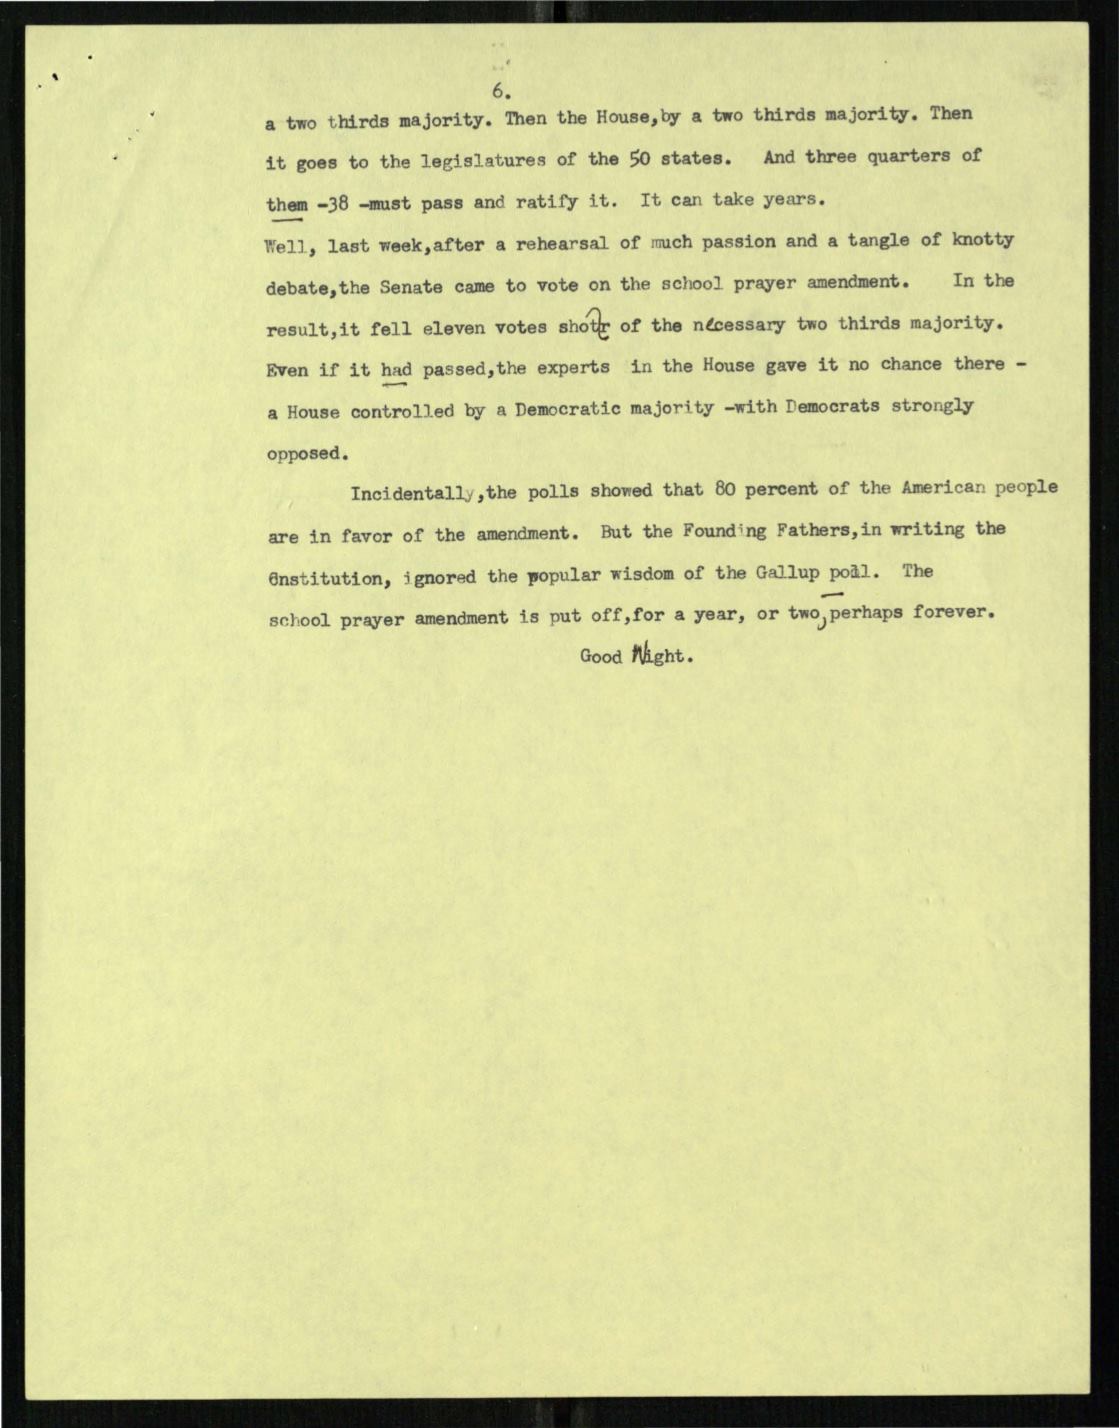 6.
a two thirds majority. Then the House,by a two thirds majority. Then
it goes to the legislatures of the 50 states. And three quarters of
them -38 -must pass and ratify it. It can take years.
Well, last week,after a rehearsal of much passion and a tangle of knotty
debate,the Senate came to vote on the school prayer amendment. In the
result,it fell eleven votes shotr of the necessary two thirds majority.
Even if it had passed,the experts in the House gave it no chance there -
a House controlled by a Democratic majority -with Democrats strongly
opposed.
Incidentally,the polls showed that 80 percent of the American people
are in favor of the amendment. But the Founding Fathers,in writing the
Cnstitution, ignored the popular wisdom of the Gallup poll. The
school prayer amendment is put off,for a year, or two,perhaps forever.
Good Night.